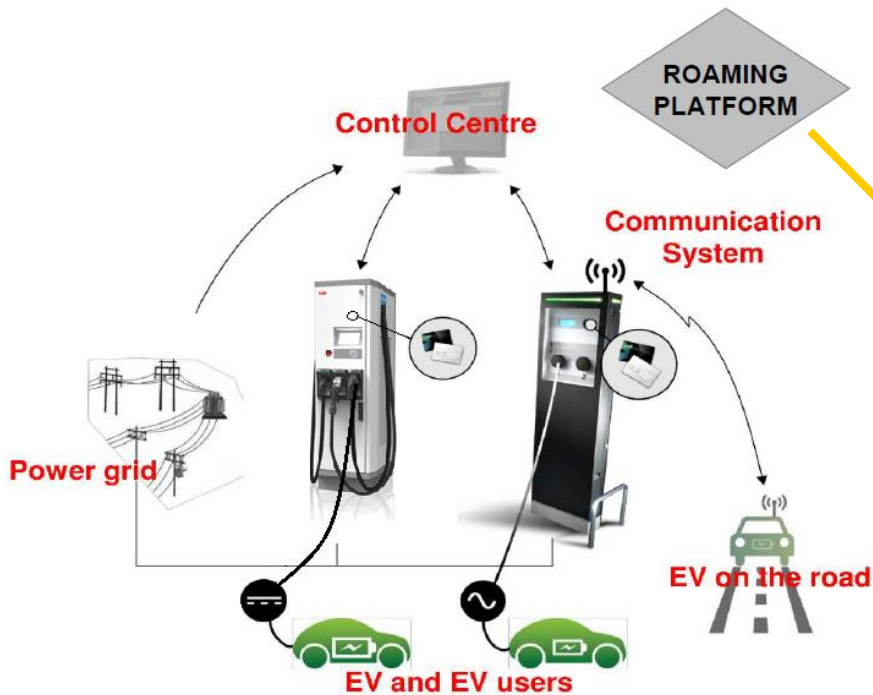 ROAMING
PLATFORM
Control Centre
Communication
System
Power grid
EV on the road
EV and EV users